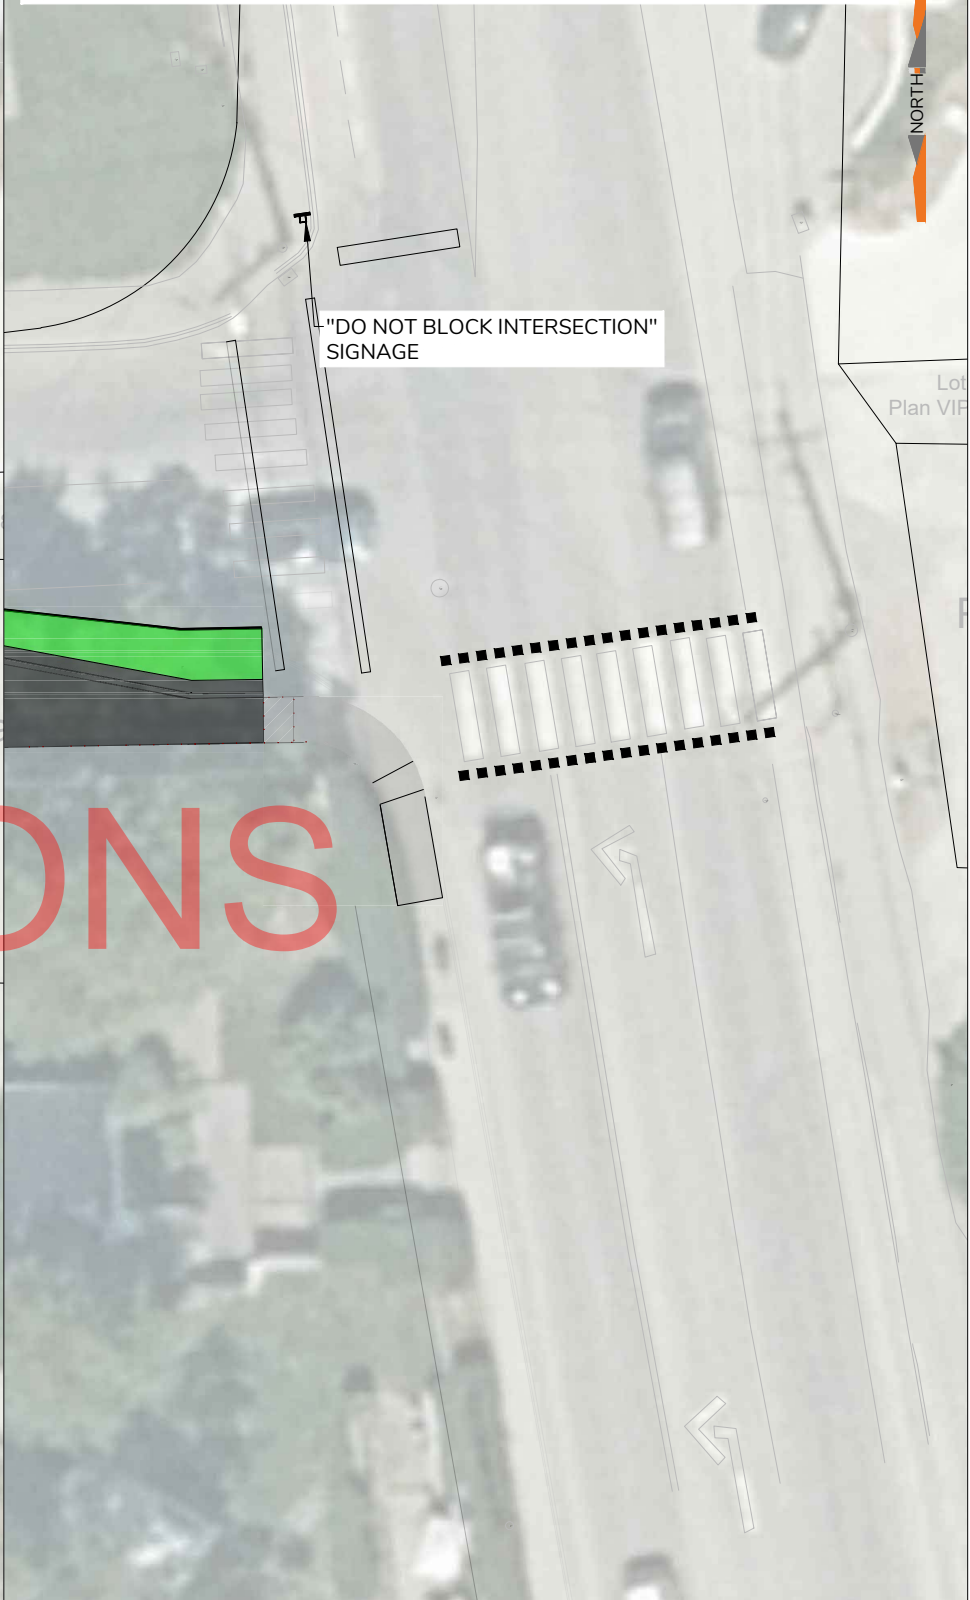 NORTH
"DO NOT BLOCK INTERSECTION"
SIGNAGE
Lot
Plan VIP
ONS